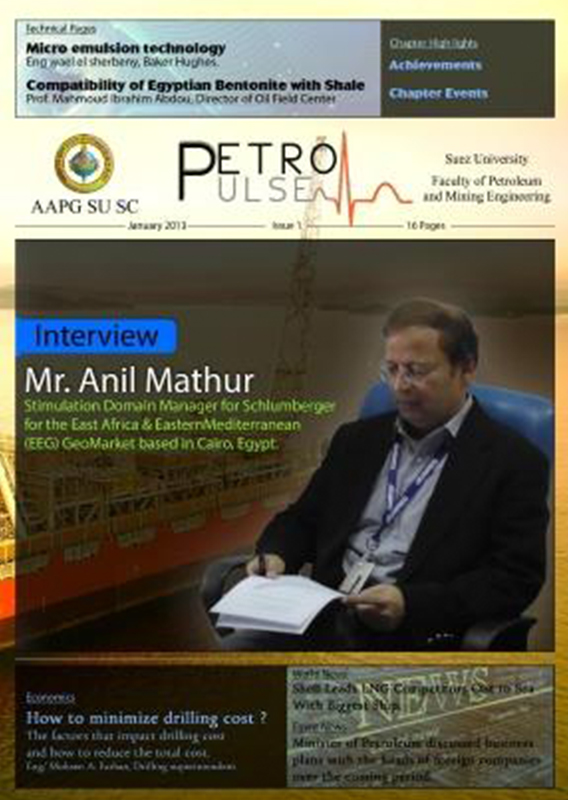 Technical Pages
Micro emulsion technology
Eng wael el sherbeny, Baker Hughes.
Compatibility of Egyptian Bentonite with Shale
Prof. Mahmoud Ibrahim Abdou, Director of Oil Field Center
Chapter High lights
Achievements
Chapter Events
AAPG SU SC
PETRO
PULSE
Suez University
Faculty of Petroleum
and Mining Engineering
January 2013
Issue 1
16 Pages
Interview
Mr. Anil Mathur
Stimulation Domain Manager for Schlumberger
for the East Africa & EasternMediterranean
(EEG) GeoMarket based in Cairo, Egypt.
Economics
How to minimize drilling cost ?
The factors that impact drilling cost
and how to reduce the total cost.
Eng/ Mohsen A. Drilling superintendent
World News
Shell Leads LNG Competitors Out to Sea
With Biggest Ship.
NEWS
Egypt News
Minister of Petroleum discussed business
plans with the heads of foreign companies
over the coming period.